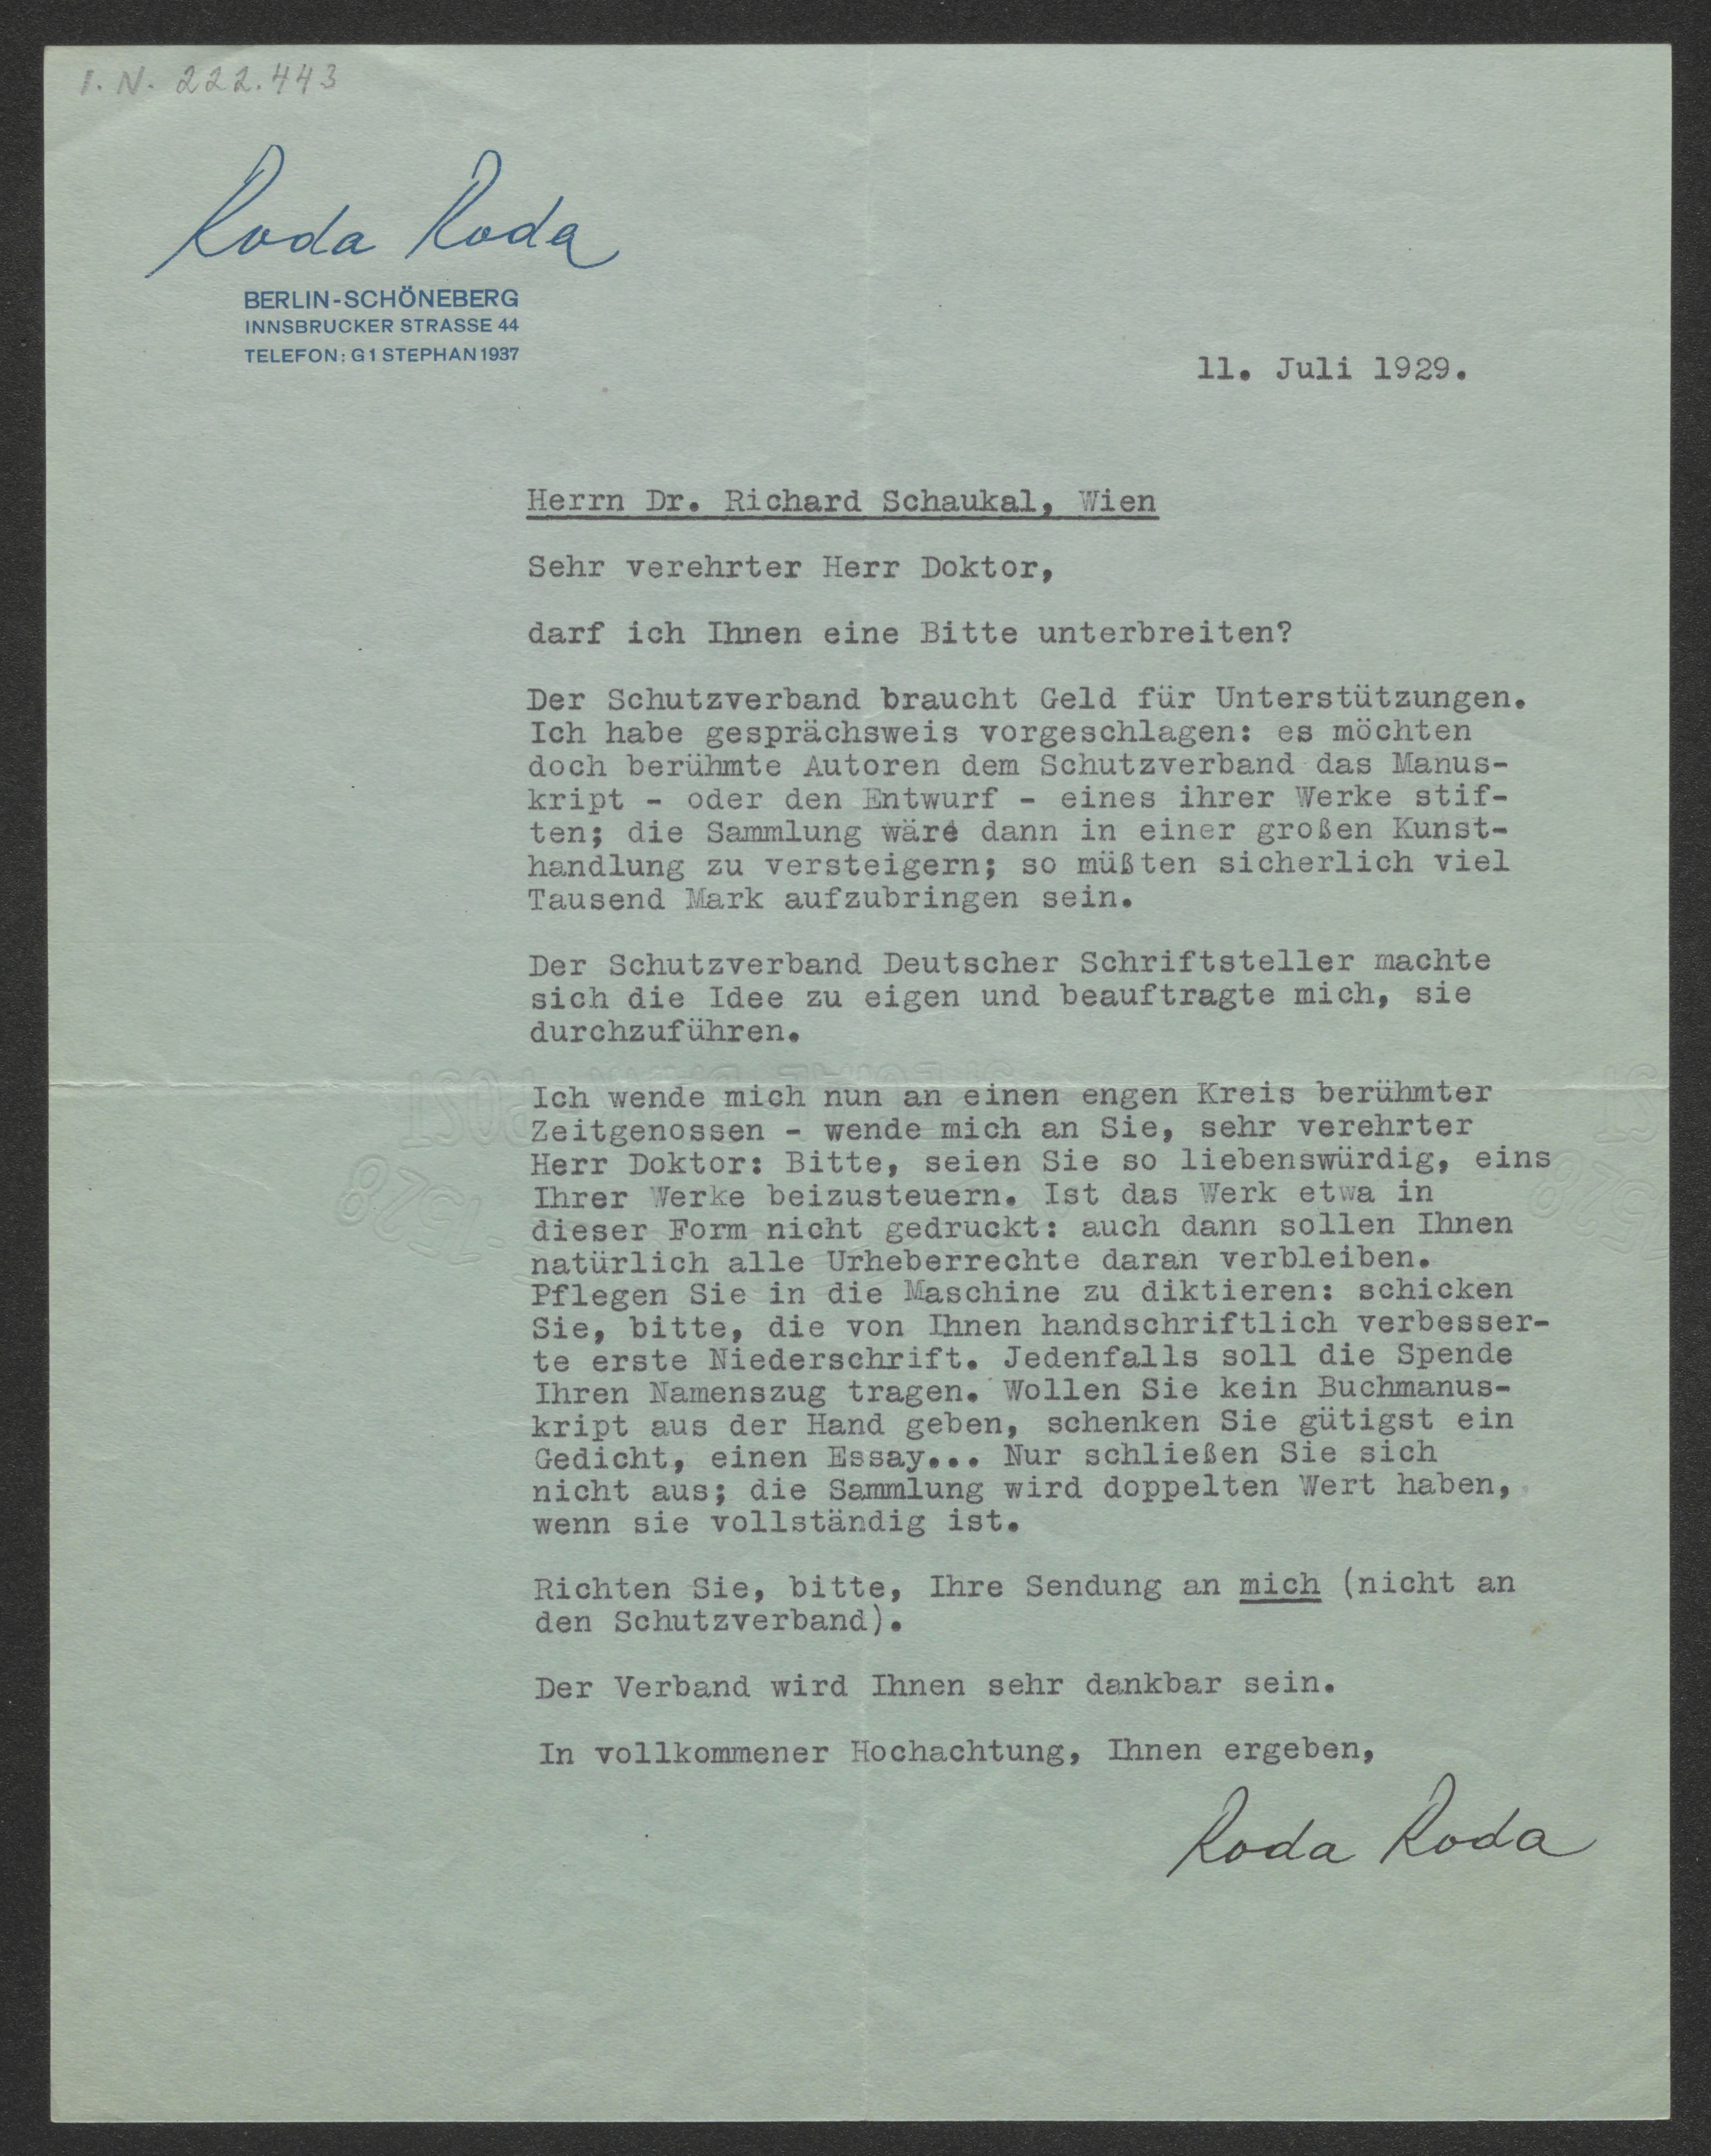 I. N. 222.443
Roda Roda
BERLIN-SCHÖNEBERG
INNSBRUCKER STRASSE 44
TELEFON: G1 STEPHAN 1937
11. Juli 1929.
Herrn Dr. Richard Schaukal, Wien
Sehr verehrter Herr Doktor,
darf ich Ihnen eine Bitte unterbreiten?
Der Schutzverband braucht Geld für Unterstützungen.
Ich habe gesprächsweis vorgeschlagen: es möchten
doch berühmte Autoren dem Schutzverband das Manus-
kript - oder den Entwurf - eines ihrer Werke stif-
ten; die Sammlung wäre dann in einer großen Kunst-
handlung zu versteigern; so müßten sicherlich viel
Tausend Mark aufzubringen sein.
Der Schutzverband Deutscher Schriftsteller machte
sich die Idee zu eigen und beauftragte mich, sie
durchzuführen.
Ich wende mich nun an einen engen Kreis berühmter
Zeitgenossen - wende mich an Sie, sehr verehrter
Herr Doktor: Bitte, seien Sie so liebenswürdig, eins
Ihrer Werke beizusteuern. Ist das Werk etwa in
dieser Form nicht gedruckt: auch dann sollen Ihnen
natürlich alle Urheberrechte daran verbleiben.
Pflegen Sie in die Maschine zu diktieren: schicken
Sie, bitte, die von Ihnen handschriftlich verbesser-
te erste Niederschrift. Jedenfalls soll die Spende
Ihren Namenszug tragen. Wollen Sie kein Buchmanus-
kript aus der Hand geben, schenken Sie gütigst ein
Gedicht, einen Essay... Nur schließen Sie sich
nicht aus; die Sammlung wird doppelten Wert haben,
wenn sie vollständig ist.
Richten Sie, bitte, Ihre Sendung an mich (nicht an
den Schutzverband).
Der Verband wird Ihnen sehr dankbar sein.
In vollkommener Hochachtung, Ihnen ergeben,
Roda Roda